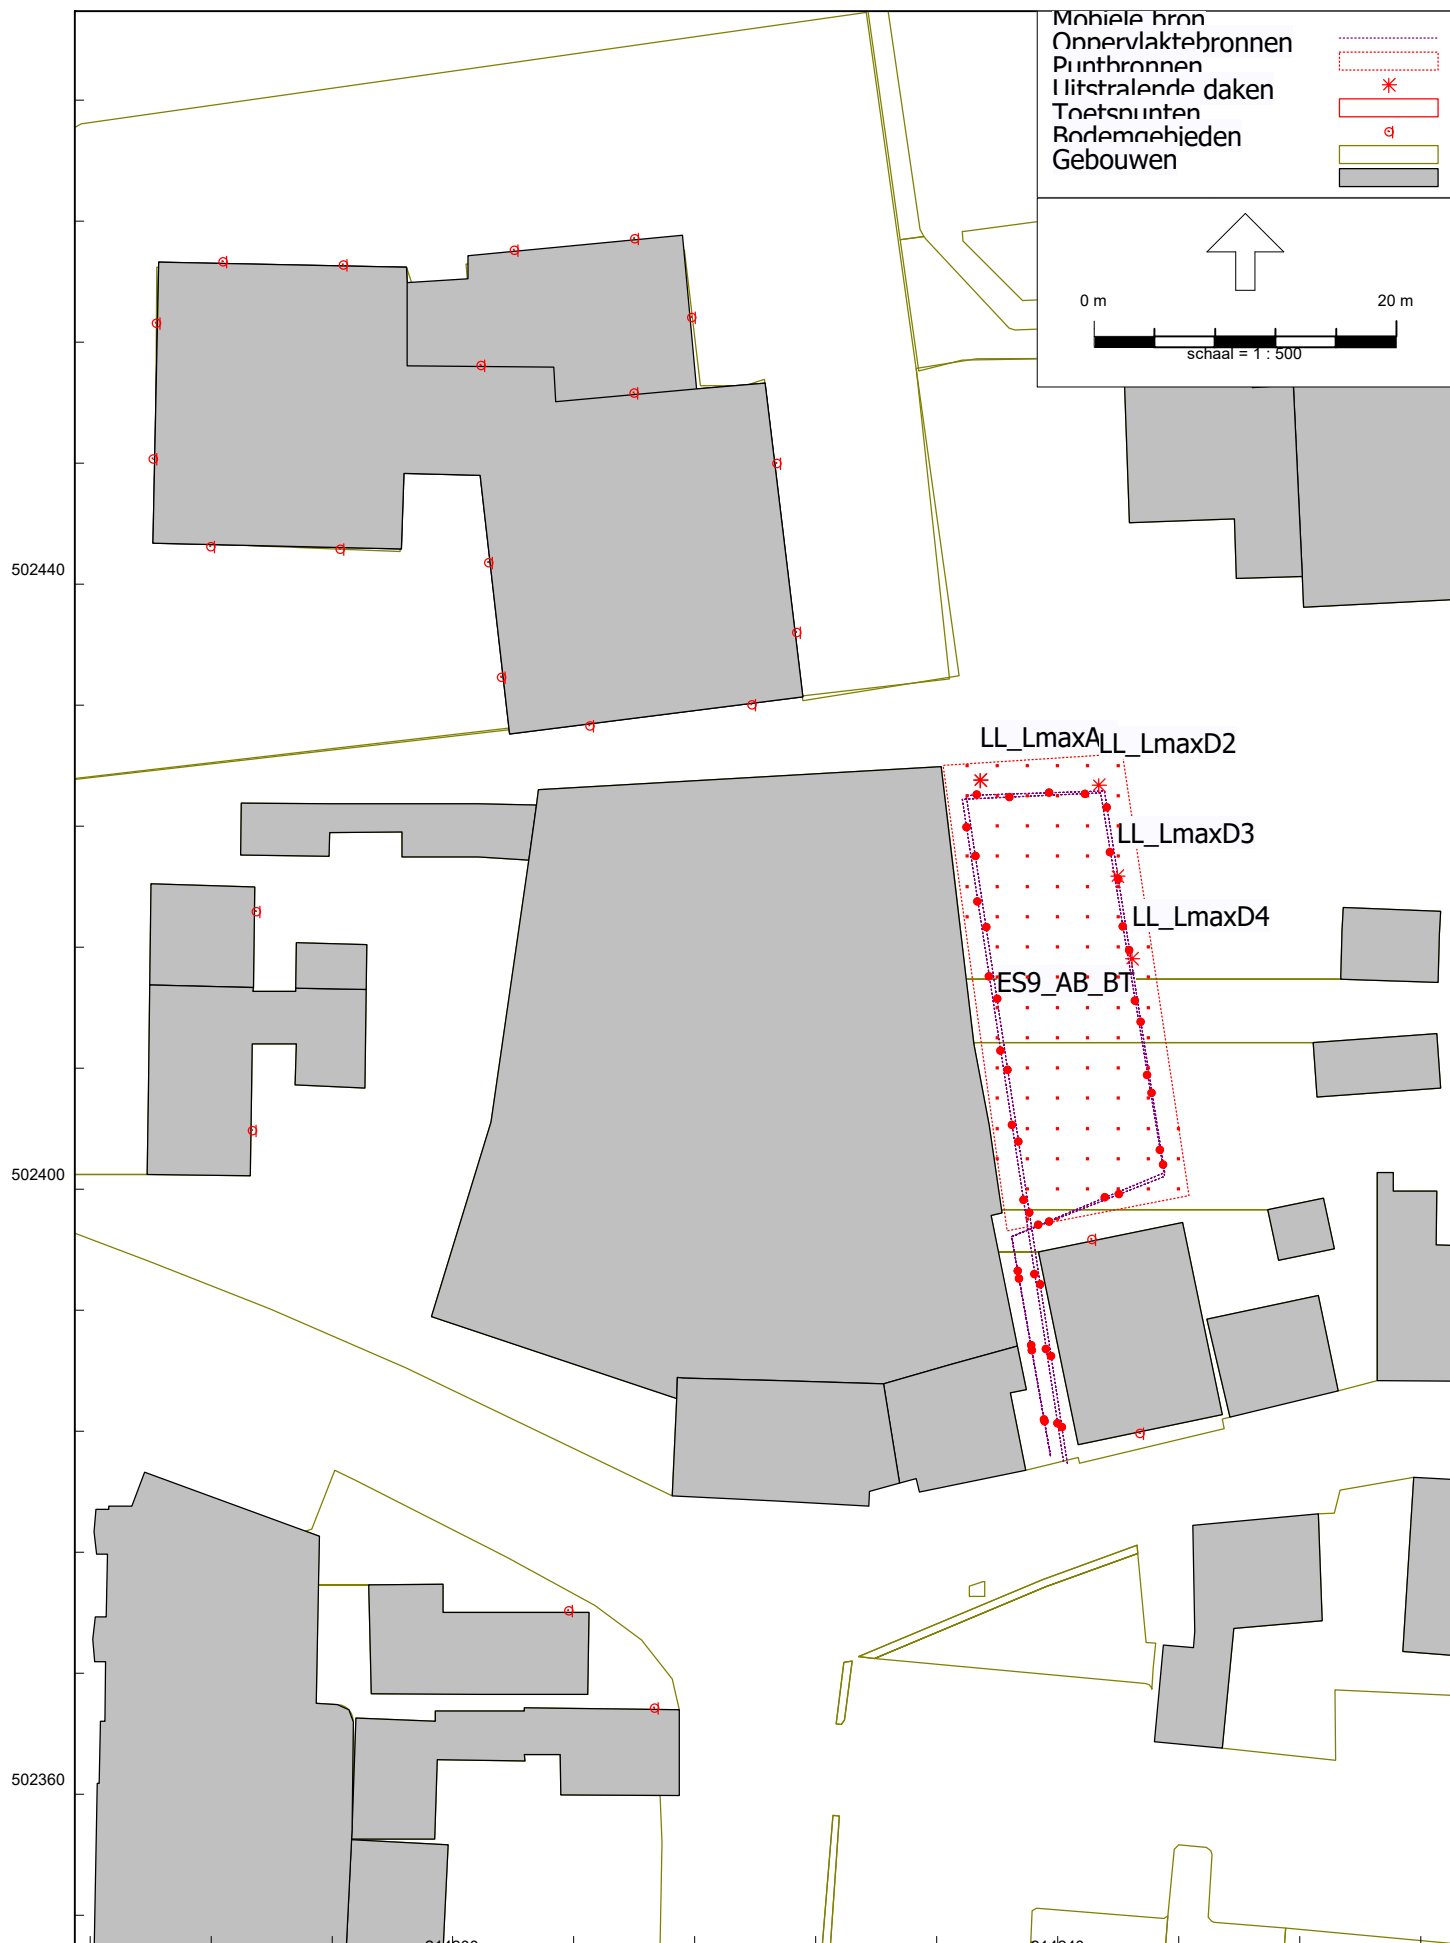 Mobiele bron
Oppervlaktebronnen
Puntbronnen
Uitstralende daken
Toetspunten
Bodemgebieden
Gebouwen
0 m
20 m
schaal = 1 : 500
502440
LL_LmaxA
LL_LmaxD2
LL_LmaxD3
LL_LmaxD4
ES9_AB_BT
502400
502360